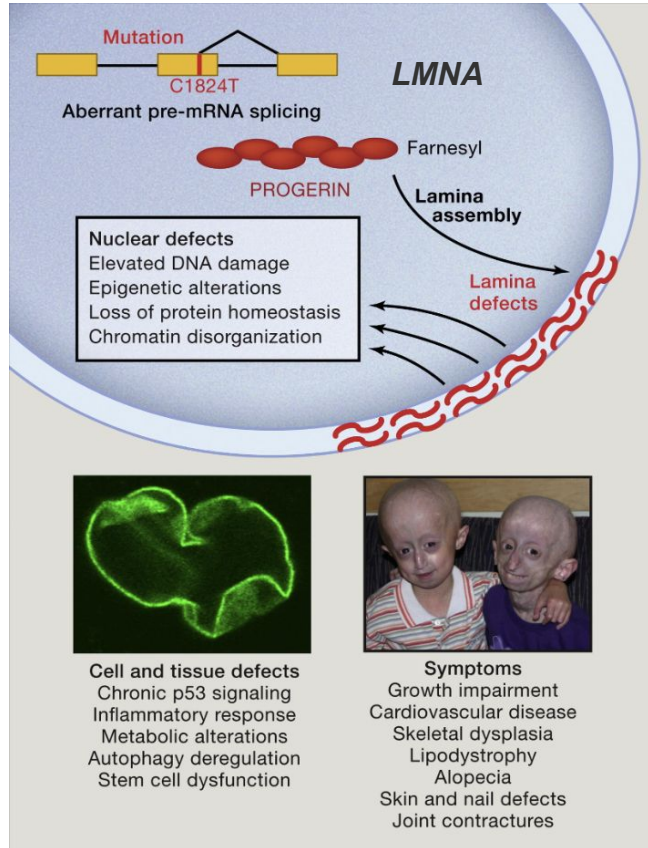 Mutation
C1824T
LMNA
Aberrant pre-mRNA splicing
Farnesyl
PROGERIN
Lamina
assembly
Nuclear defects
Elevated DNA damage
Epigenetic alterations
Loss of protein homeostasis
Chromatin disorganization
Lamina
defects
Cell and tissue defects
Chronic p53 signaling
Inflammatory response
Metabolic alterations
Autophagy deregulation
Stem cell dysfunction
Symptoms
Growth impairment
Cardiovascular disease
Skeletal dysplasia
Lipodystrophy
Alopecia
Skin and nail defects
Joint contractures